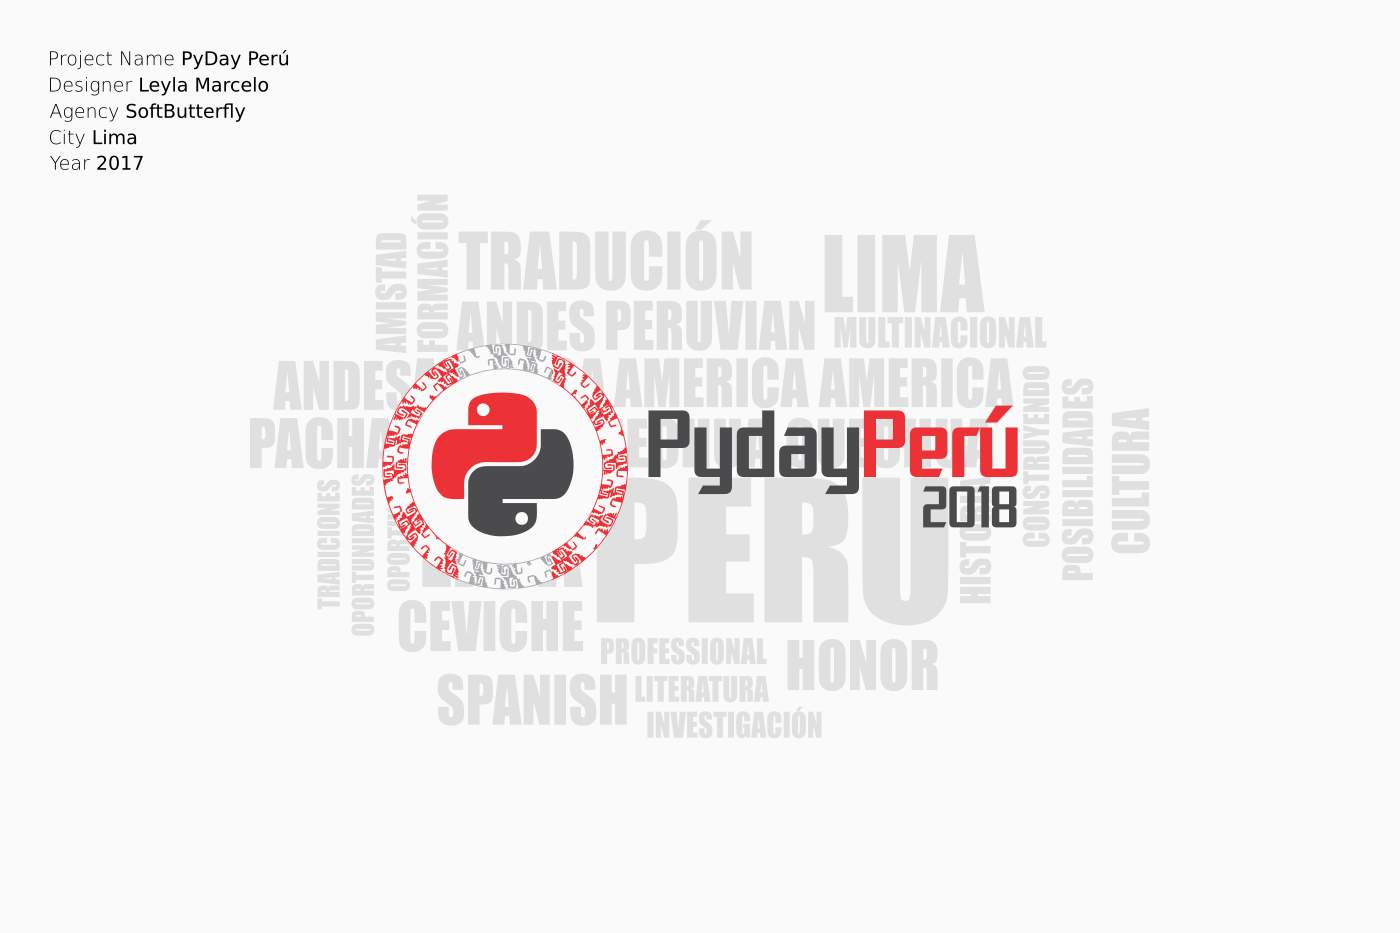 Project Name PyDay Perú
Designer Leyla Marcelo
Agency SoftButterfly
City Lima
Year 2017
AMISTAD
FORMACIÓN
TRADUCIÓN
LIMA
ANDES PERUVIAN
MULTINACIONAL
ANDES
AMERICA AMERICA
PACHA
PydayPerú
2018
CONSTRUYENDO
POSIBILIDADES
CULTURA
TRADICIONES
OPORTUNIDADES
PERU
CEVICHE
PROFESSIONAL
HONOR
SPANISH
LITERATURA
INVESTIGACIÓN